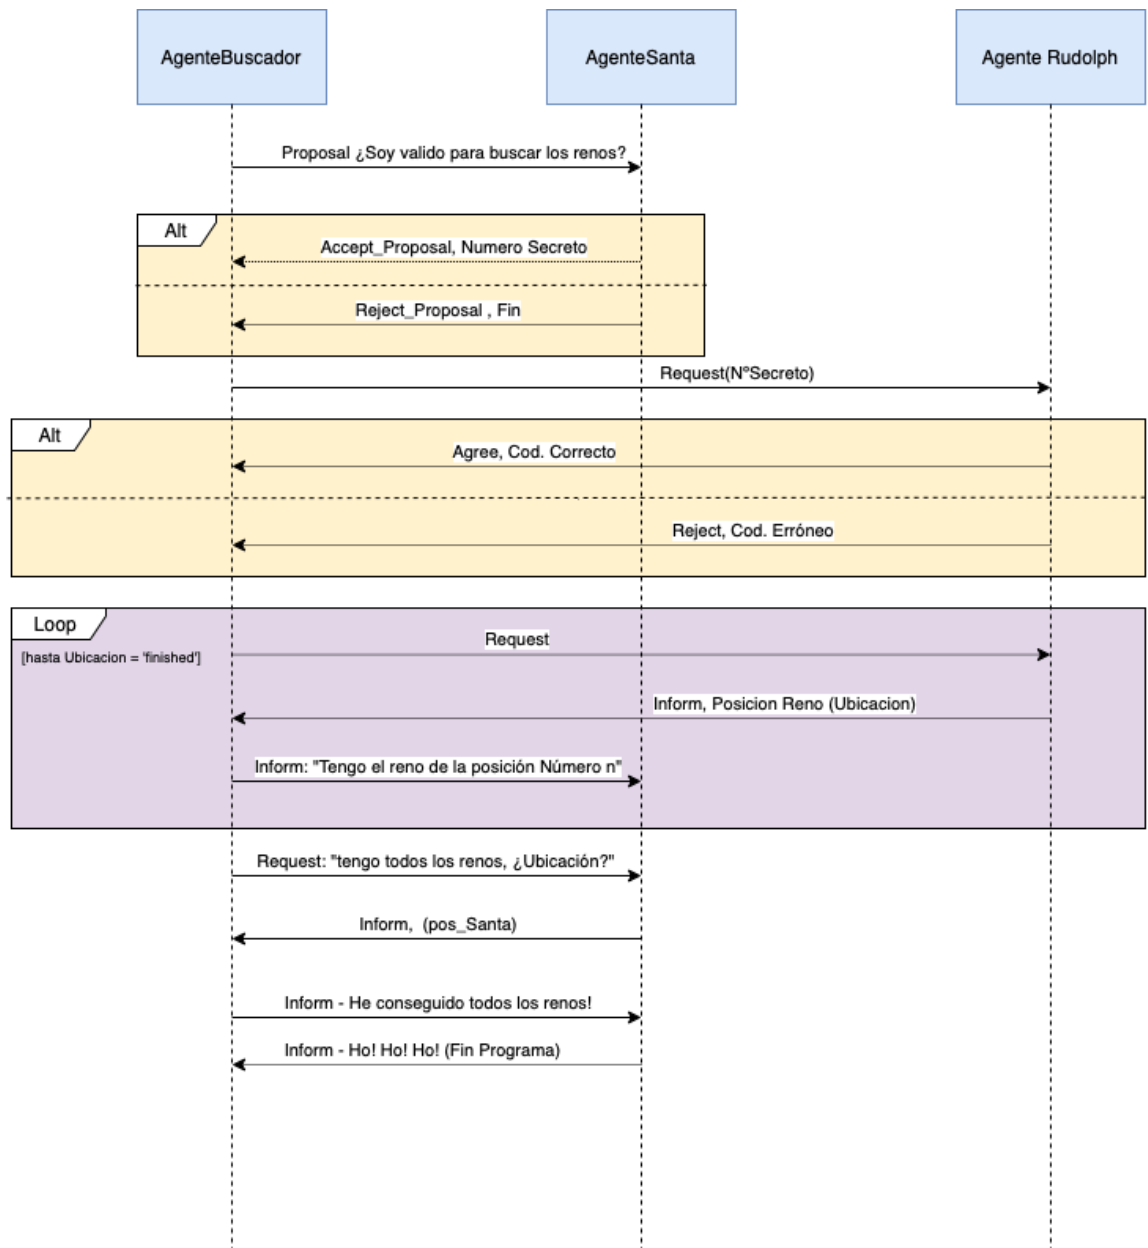 AgenteBuscador
AgenteSanta
Agente Rudolph
Proposal ¿Soy valido para buscar los renos?
Alt
Accept_Proposal, Numero Secreto
Reject_Proposal , Fin
Request(NºSecreto)
Alt
Agree, Cod. Correcto
Reject, Cod. Erróneo
Loop
[hasta Ubicacion = 'finished']
Request
Inform, Posicion Reno (Ubicacion)
Inform: "Tengo el reno de la posición Número n"
Request: "tengo todos los renos, ¿Ubicación?"
Inform, (pos_Santa)
Inform - He conseguido todos los renos!
Inform - Ho! Ho! Ho! (Fin Programa)